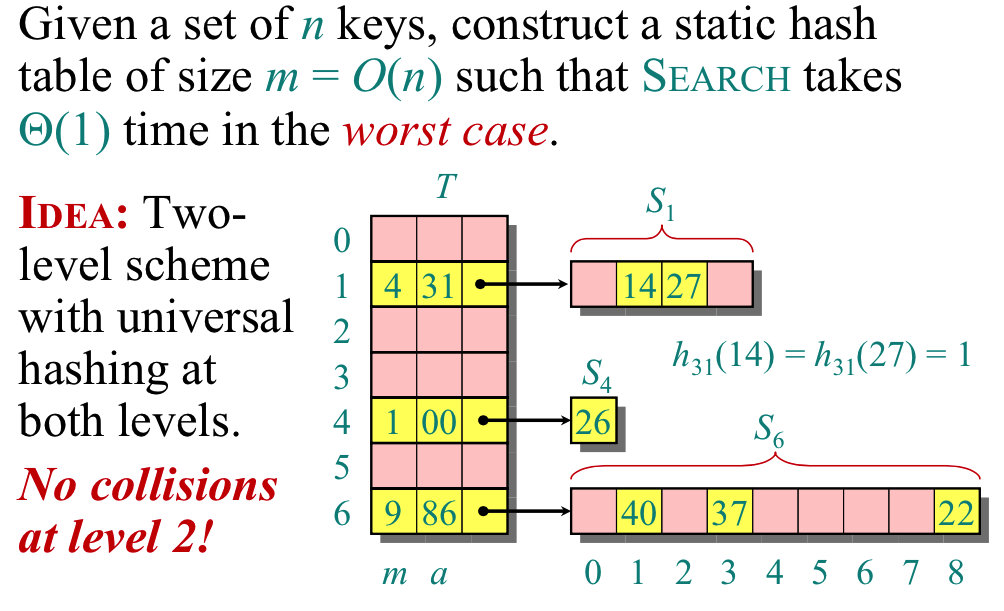 Given a set of n keys, construct a static hash
table of size m = O(n) such that SEARCH takes
Θ(1) time in the worst case.
IDEA: Two-
level scheme
with universal
hashing at
both levels.
No collisions
at level 2!
T
0
1 4 31
2
3
4 1 00
5
6 9 86
m a
S₁
14 27
h₃₁(14) = h₃₁(27) = 1
S₄
26
S₆
40 37 22
0 1 2 3 4 5 6 7 8